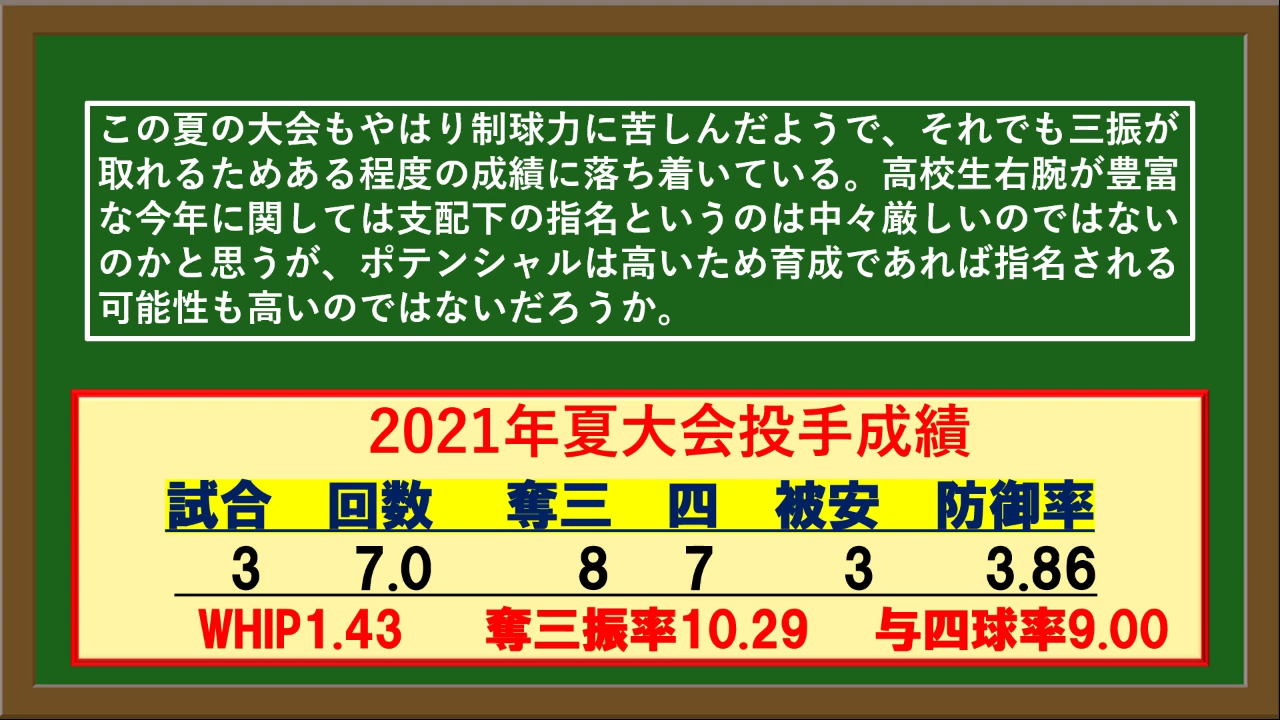 この夏の大会もやはり制球力に苦しんだようで、それでも三振が
取れるためある程度の成績に落ち着いている。高校生右腕が豊富
な今年に関しては支配下の指名というのは中々厳しいのではない
のかと思うが、ポテンシャルは高いため育成であれば指名される
可能性も高いのではないだろうか。
2021年夏大会投手成績
試合 回数 奪三 四 被安 防御率
3 7.0 8 7 3 3.86
WHIP1.43 奪三振率10.29 与四球率9.00